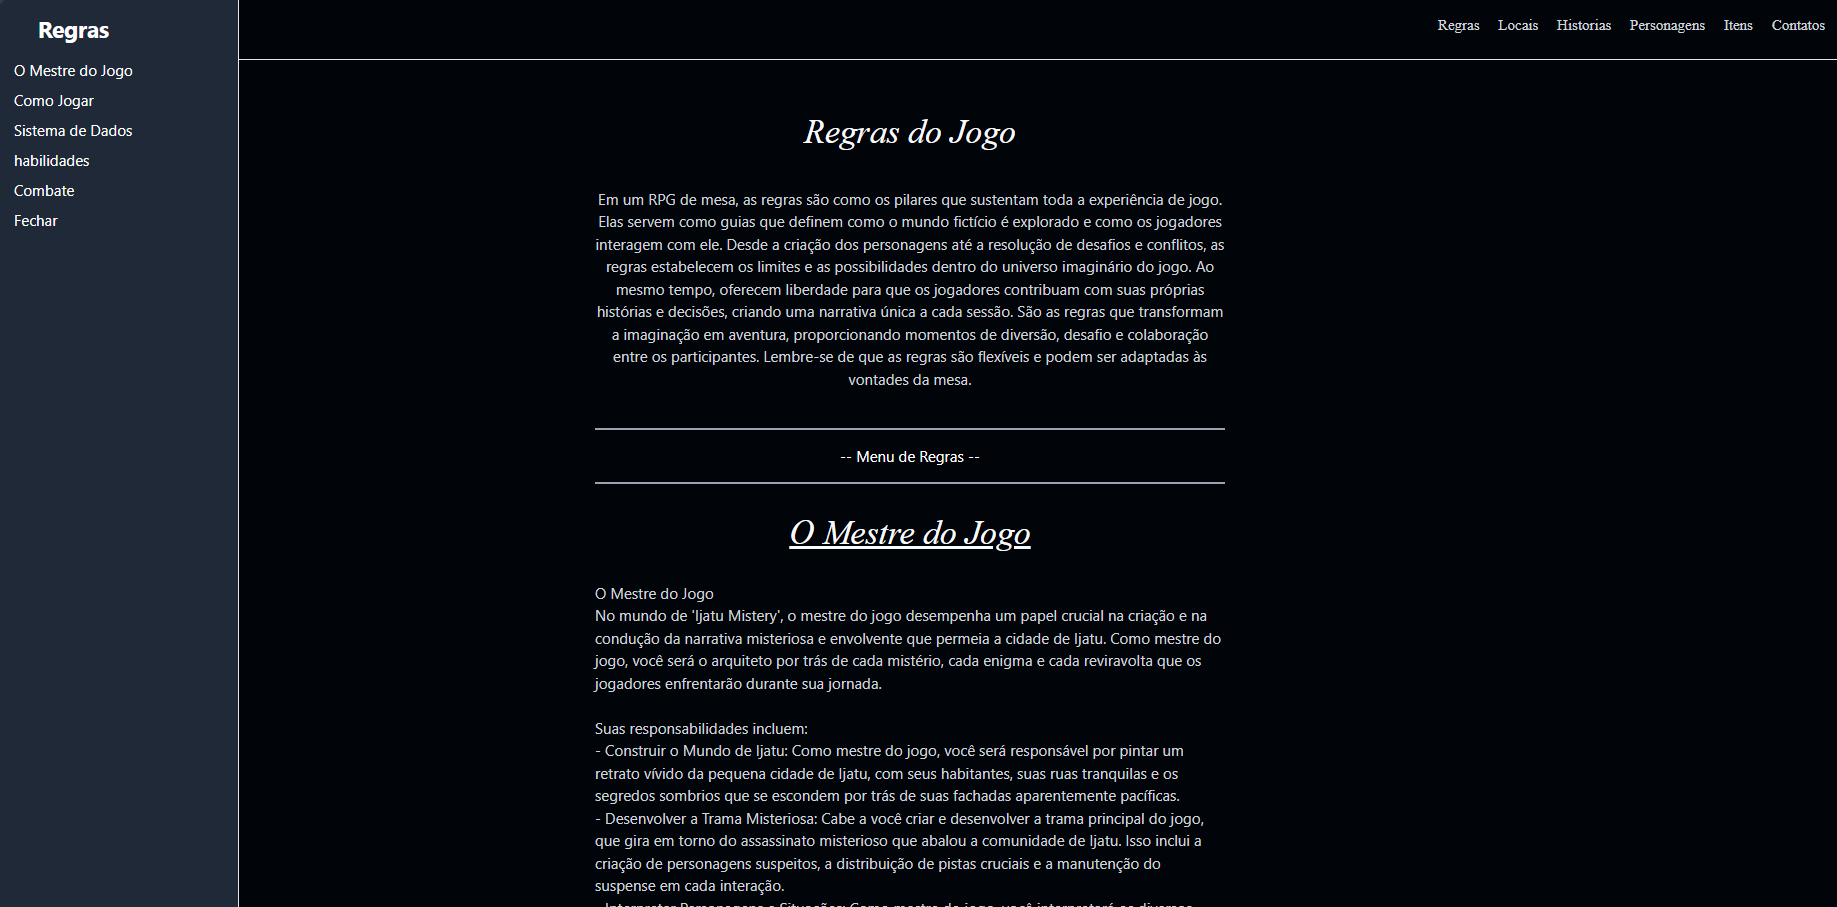 Regras
O Mestre do Jogo
Como Jogar
Sistema de Dados
habilidades
Combate
Fechar
Regras Locais Historias Personagens Itens Contatos
Regras do Jogo
Em um RPG de mesa, as regras são como os pilares que sustentam toda a experiência de jogo.
Elas servem como guias que definem como o mundo fictício é explorado e como os jogadores
interagem com ele. Desde a criação dos personagens até a resolução de desafios e conflitos, as
regras estabelecem os limites e as possibilidades dentro do universo imaginário do jogo. Ao
mesmo tempo, oferecem liberdade para que os jogadores contribuam com suas próprias
histórias e decisões, criando uma narrativa única a cada sessão. São as regras que transformam
a imaginação em aventura, proporcionando momentos de diversão, desafio e colaboração
entre os participantes. Lembre-se de que as regras são flexíveis e podem ser adaptadas às
vontades da mesa.
-- Menu de Regras --
O Mestre do Jogo
O Mestre do Jogo
No mundo de 'Ijatu Mistery', o mestre do jogo desempenha um papel crucial na criação e na
condução da narrativa misteriosa e envolvente que permeia a cidade de Ijatu. Como mestre do
jogo, você será o arquiteto por trás de cada mistério, cada enigma e cada reviravolta que os
jogadores enfrentarão durante sua jornada.
Suas responsabilidades incluem:
- Construir o Mundo de Ijatu: Como mestre do jogo, você será responsável por pintar um
retrato vívido da pequena cidade de Ijatu, com seus habitantes, suas ruas tranquilas e os
segredos sombrios que se escondem por trás de suas fachadas aparentemente pacíficas.
- Desenvolver a Trama Misteriosa: Cabe a você criar e desenvolver a trama principal do jogo,
que gira em torno do assassinato misterioso que abalou a comunidade de Ijatu. Isso inclui a
criação de personagens suspeitos, a distribuição de pistas cruciais e a manutenção do
suspense em cada interação.
- Interpretar Personagens e Situações: Como mestre do jogo, você interpretará os diversos